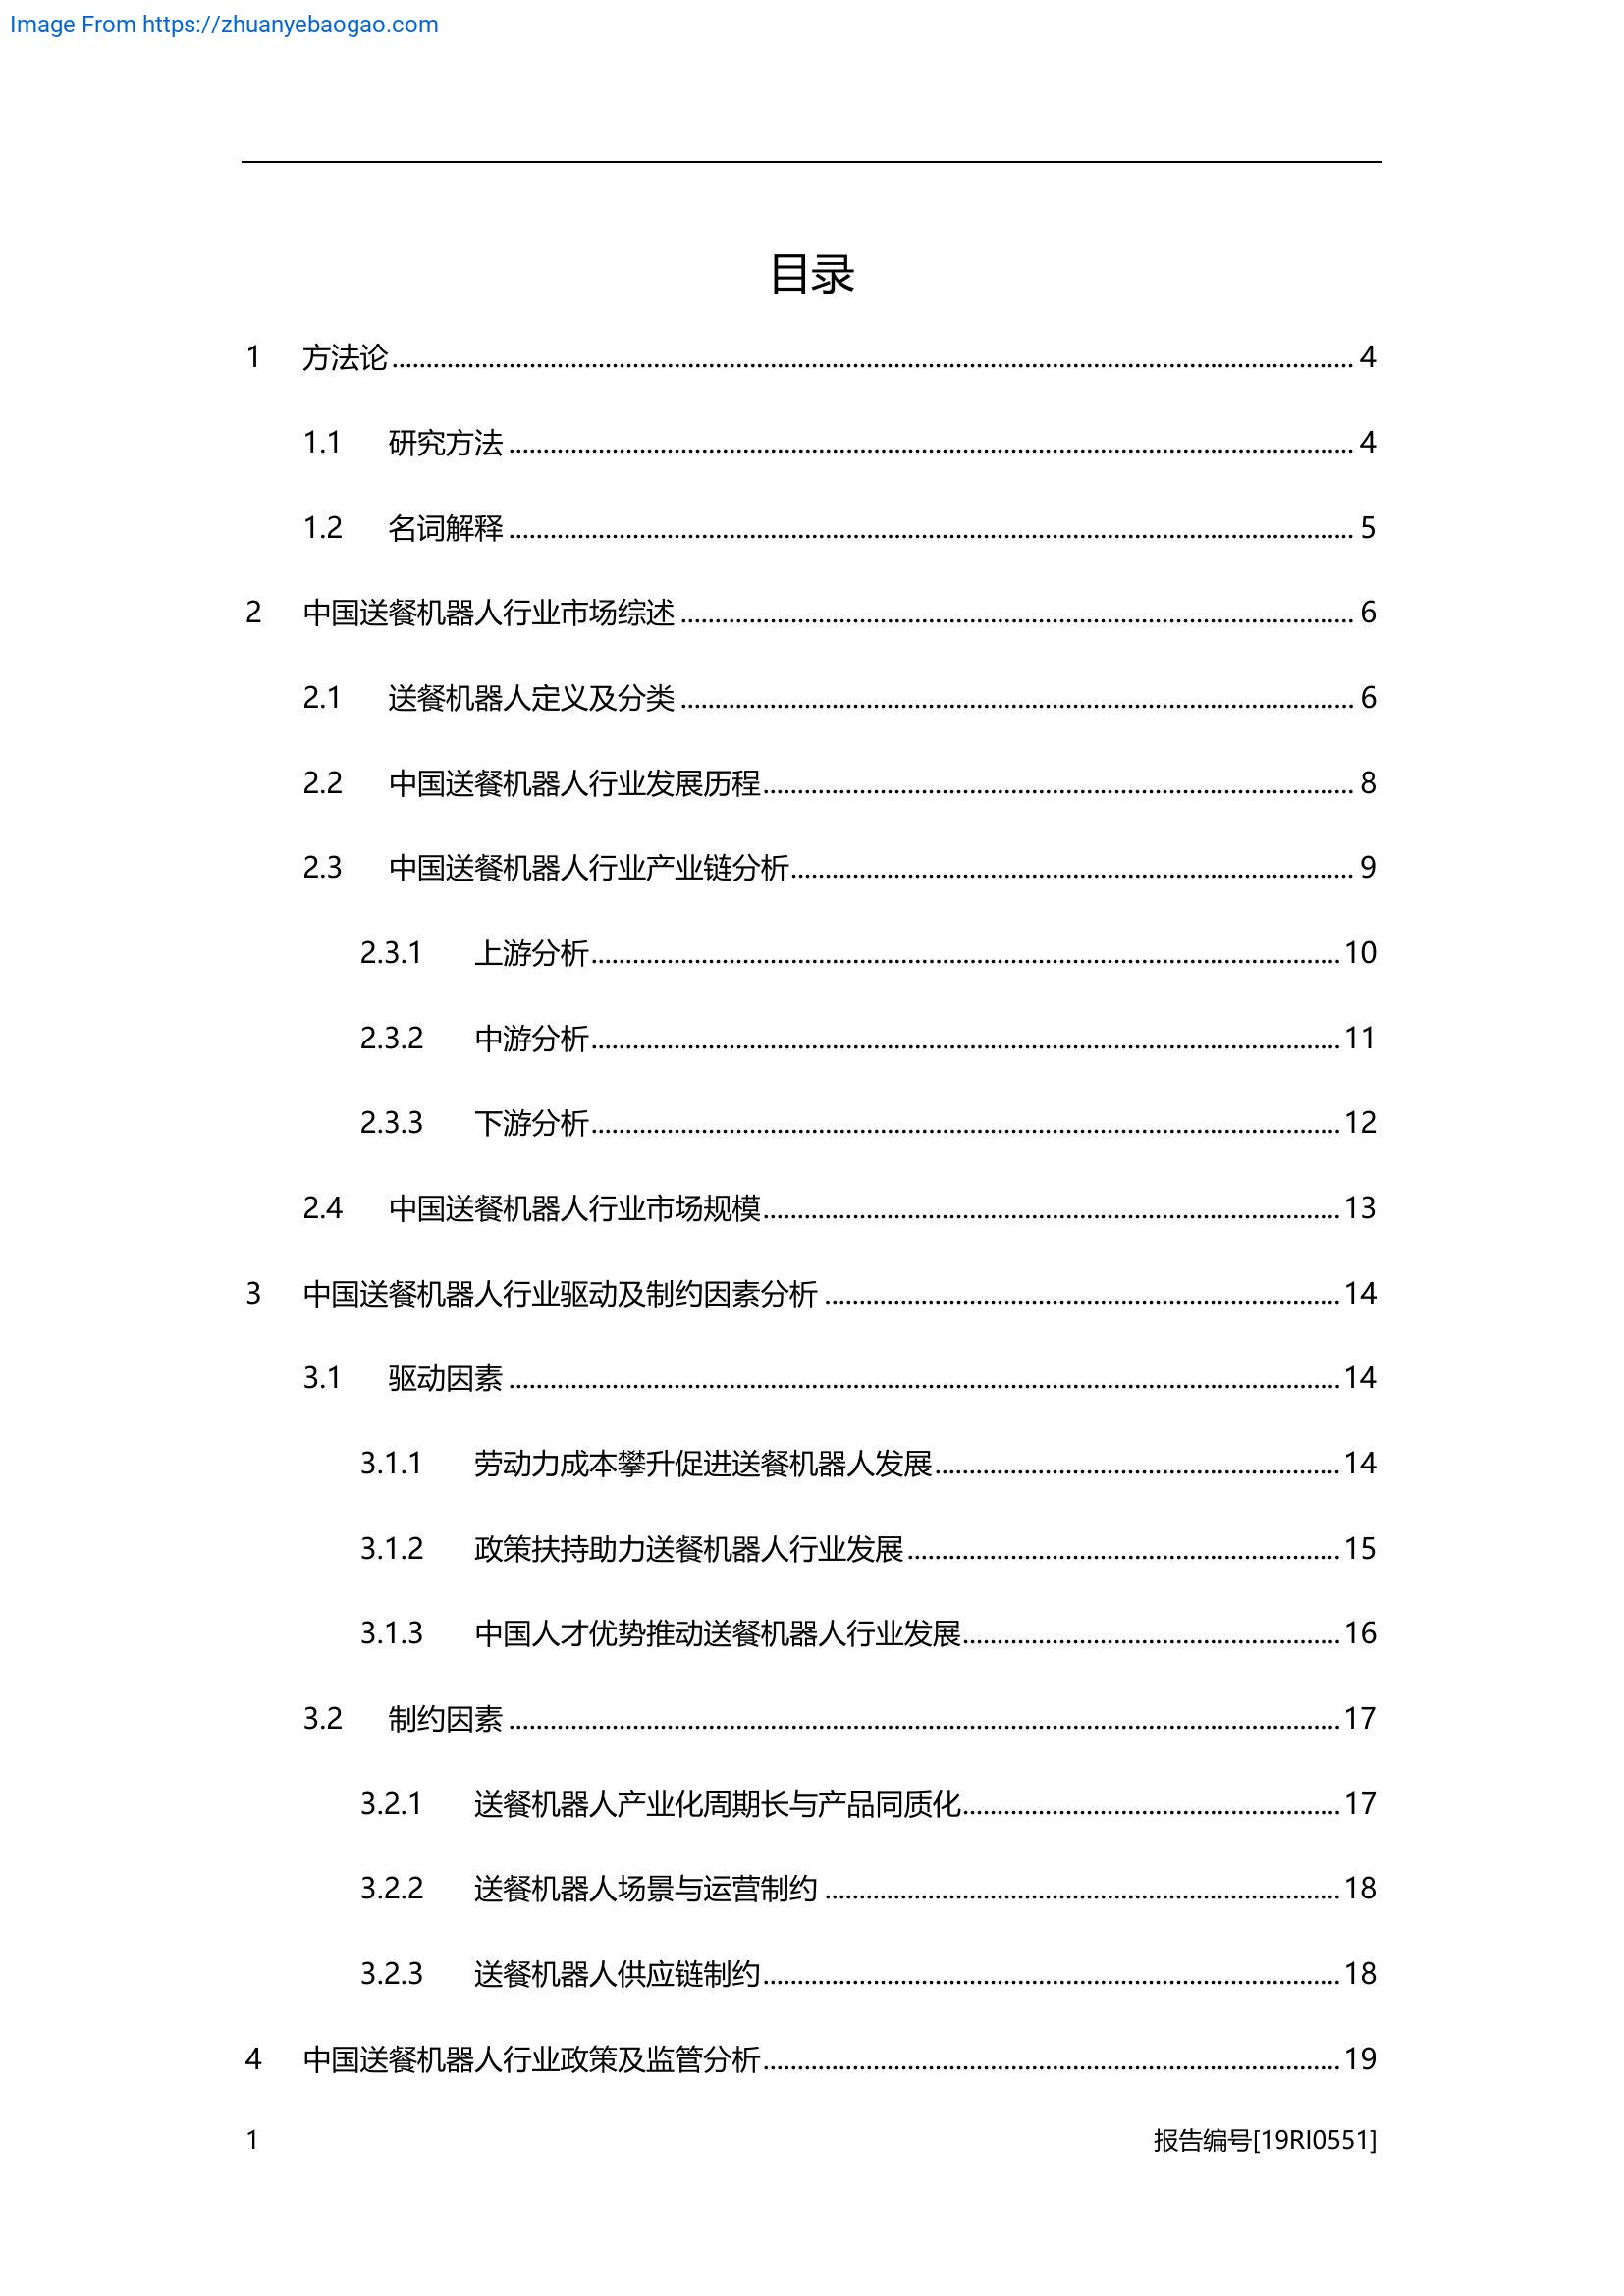 Image From https://zhuanyebaogao.com
目录
1 方法论 4
1.1 研究方法 4
1.2 名词解释 5
2 中国送餐机器人行业市场综述 6
2.1 送餐机器人定义及分类 6
2.2 中国送餐机器人行业发展历程 8
2.3 中国送餐机器人行业产业链分析 9
2.3.1 上游分析 10
2.3.2 中游分析 11
2.3.3 下游分析 12
2.4 中国送餐机器人行业市场规模 13
3 中国送餐机器人行业驱动及制约因素分析 14
3.1 驱动因素 14
3.1.1 劳动力成本攀升促进送餐机器人发展 14
3.1.2 政策扶持助力送餐机器人行业发展 15
3.1.3 中国人才优势推动送餐机器人行业发展 16
3.2 制约因素 17
3.2.1 送餐机器人产业化周期长与产品同质化 17
3.2.2 送餐机器人场景与运营制约 18
3.2.3 送餐机器人供应链制约 18
4 中国送餐机器人行业政策及监管分析 19
1 报告编号[19RI0551]